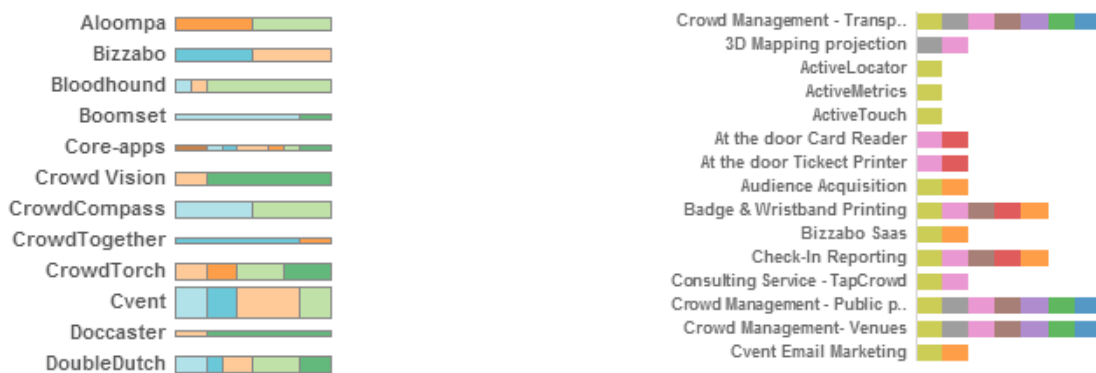 Aloompa
Bizzabo
Bloodhound
Boomset
Core-apps
Crowd Vision
CrowdCompass
CrowdTogether
CrowdTorch
Cvent
Doccaster
DoubleDutch
Crowd Management - Transp..
3D Mapping projection
ActiveLocator
ActiveMetrics
ActiveTouch
At the door Card Reader
At the door Tickect Printer
Audience Acquisition
Badge & Wristband Printing
Bizzabo Saas
Check-In Reporting
Consulting Service - TapCrowd
Crowd Management - Public p..
Crowd Management- Venues
Cvent Email Marketing